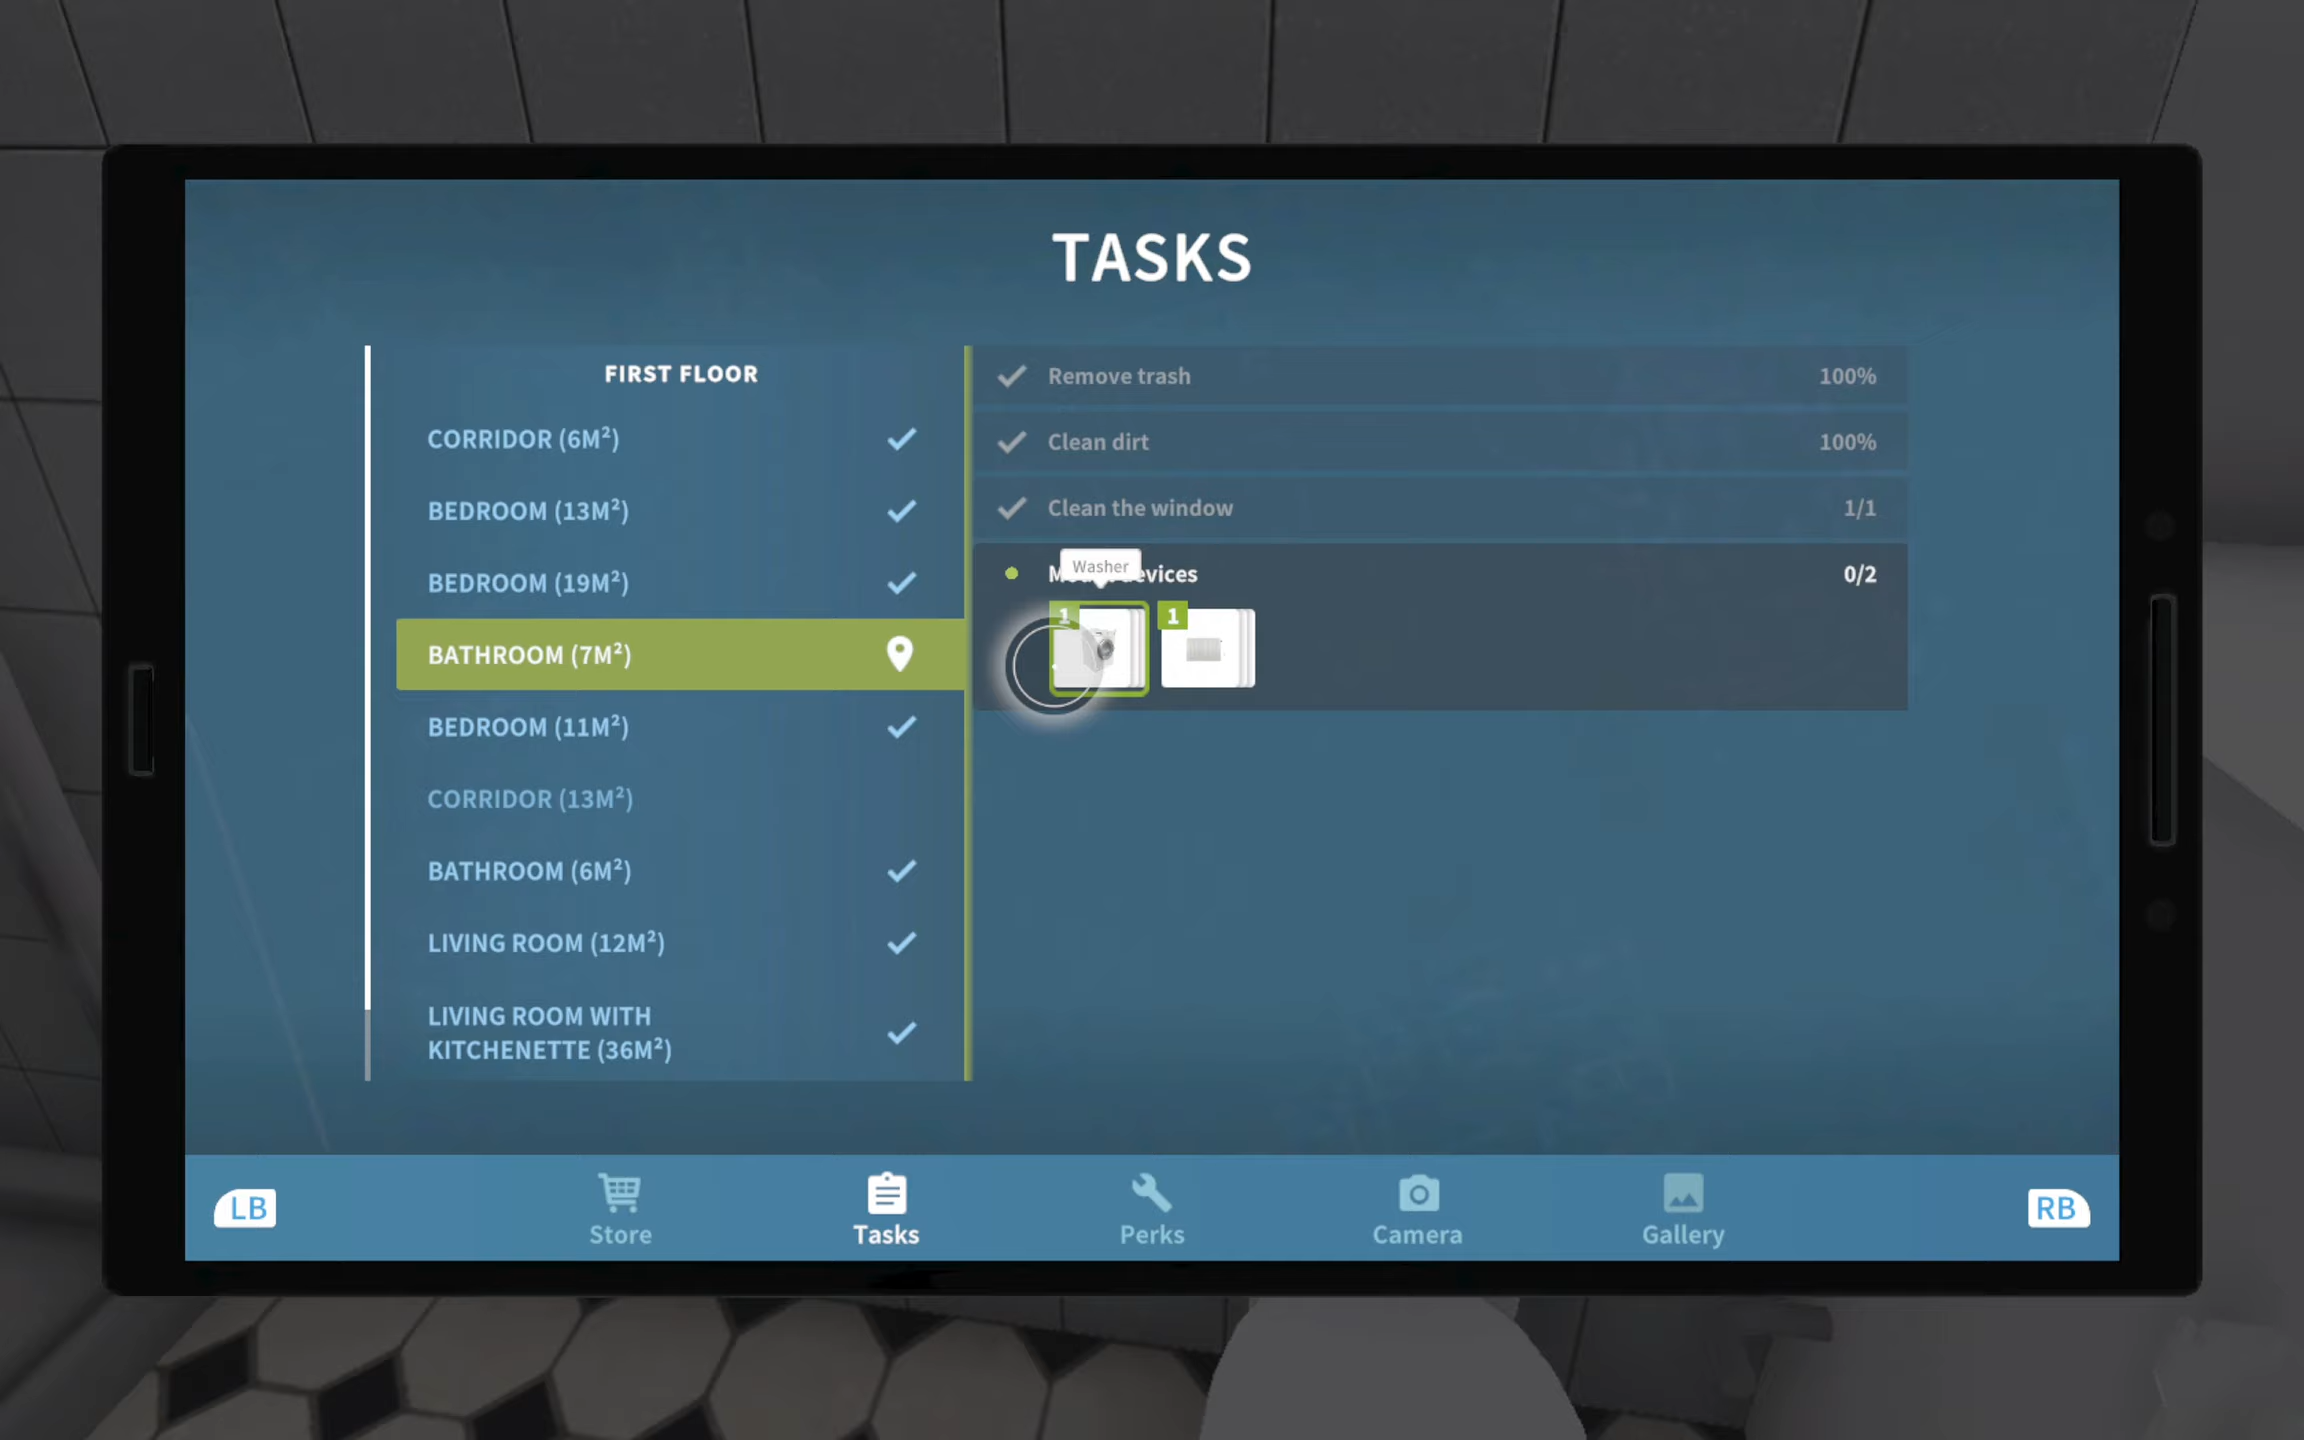 TASKS
FIRST FLOOR
CORRIDOR (6M²)
BEDROOM (13M²)
BEDROOM (19M²)
BATHROOM (7M²)
BEDROOM (11M²)
CORRIDOR (13M²)
BATHROOM (6M²)
LIVING ROOM (12M²)
LIVING ROOM WITH
KITCHENETTE (36M²)
Remove trash 100%
Clean dirt 100%
Clean the window 1/1
Washer
devices 0/2
1 1
LB
Store
Tasks
Perks
Camera
Gallery
RB